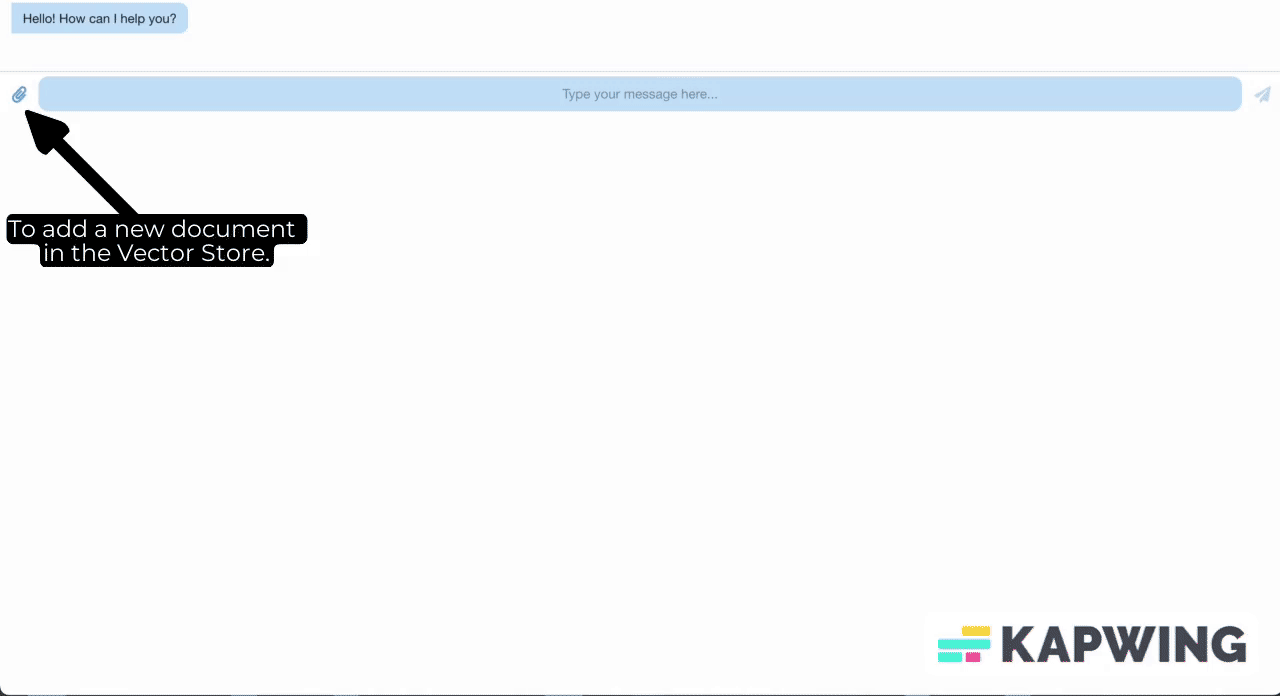 Hello! How can I help you?
Type your message here...
To add a new document
in the Vector Store.
KAPWING